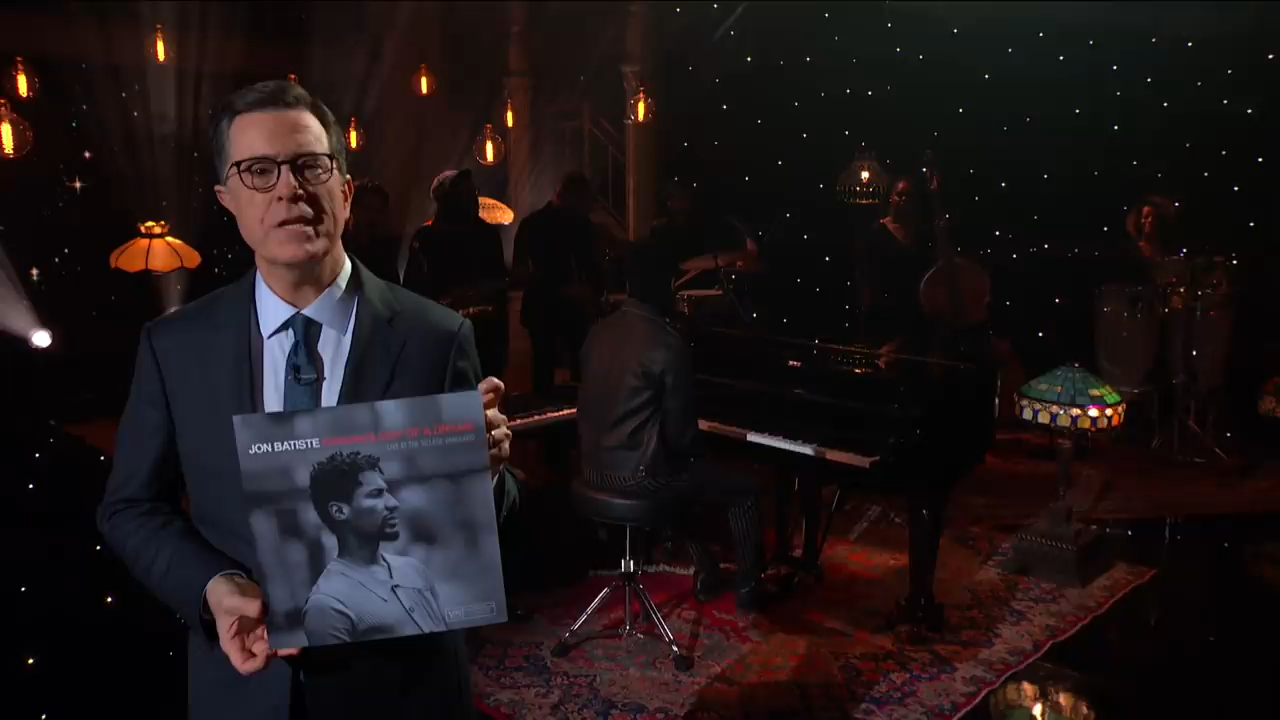 JON BATISTE CHRONOLOGY OF A DREAM:
LIVE AT THE VILLAGE VANGUARD